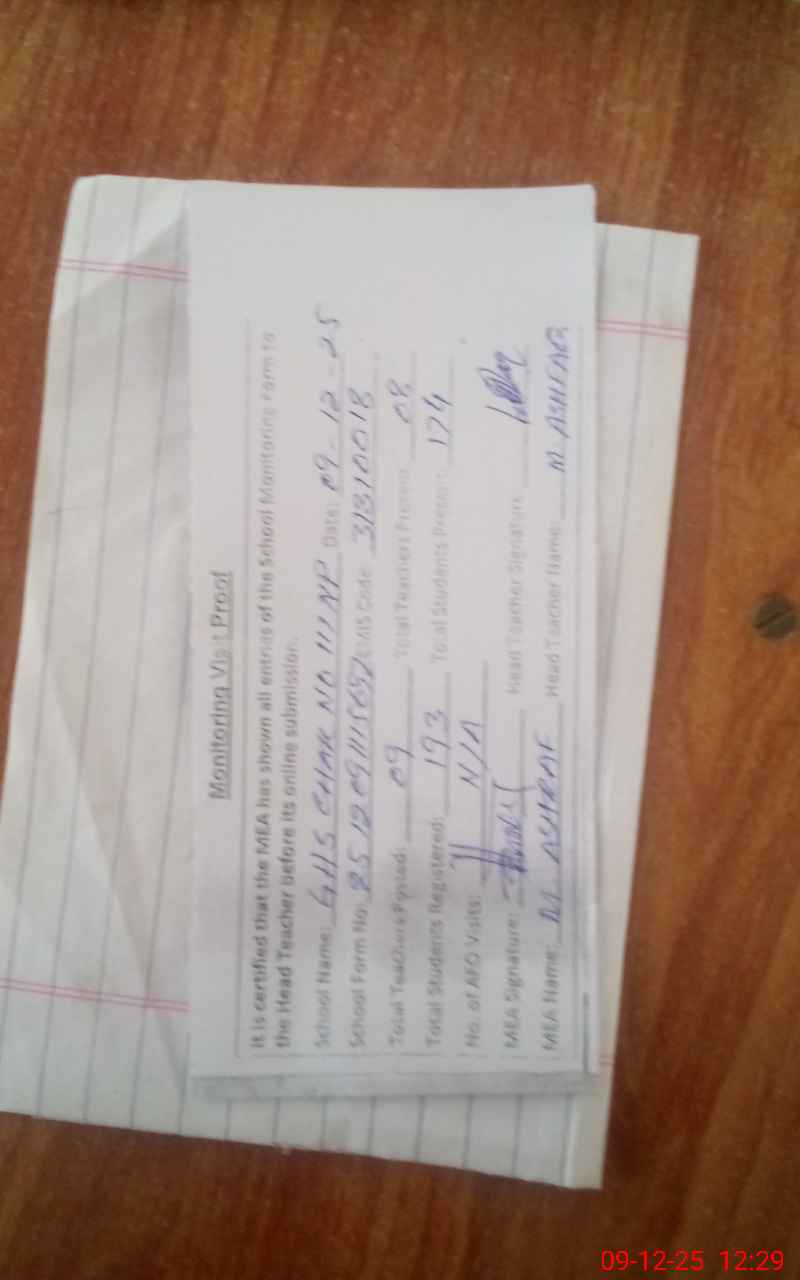 Monitoring Visit Proof
It is certified that the MEA has shown all entries of the School Monitoring Form to
the Head Teacher before its online submission.
School Name: GHS CHAK NO 111 NP Date: 09-12-25
School Form No: EMIS Code: 31310018
Total Teachers Posted: 09 Total Teachers Present: 08
Total Students Registered: 193 Total Students Present: 174
No. of AEO Visits: N/A
MEA Signature: Head Teacher Signature:
MEA Name: M ASHRAF Head Teacher Name: M ASHFAQ
09-12-25 12:29